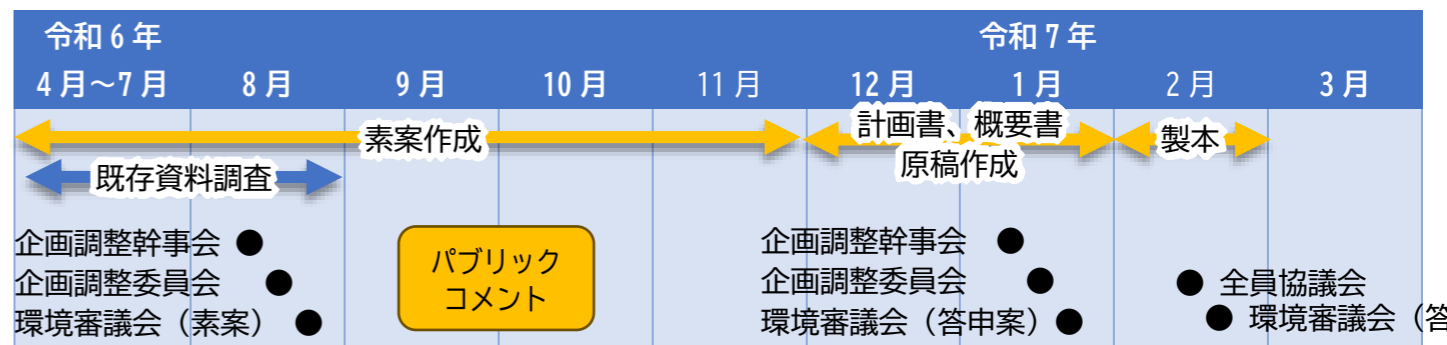 令和6年 令和7年
4月～7月 8月 9月 10月 11月 12月 1月 2月 3月
素案作成
計画書、概要書
原稿作成
製本
既存資料調査
パブリック
コメント
企画調整幹事会 ●
企画調整委員会 ●
環境審議会（素案） ●
企画調整幹事会 ●
企画調整委員会 ●
環境審議会（答申案） ●
● 全員協議会
● 環境審議会（答